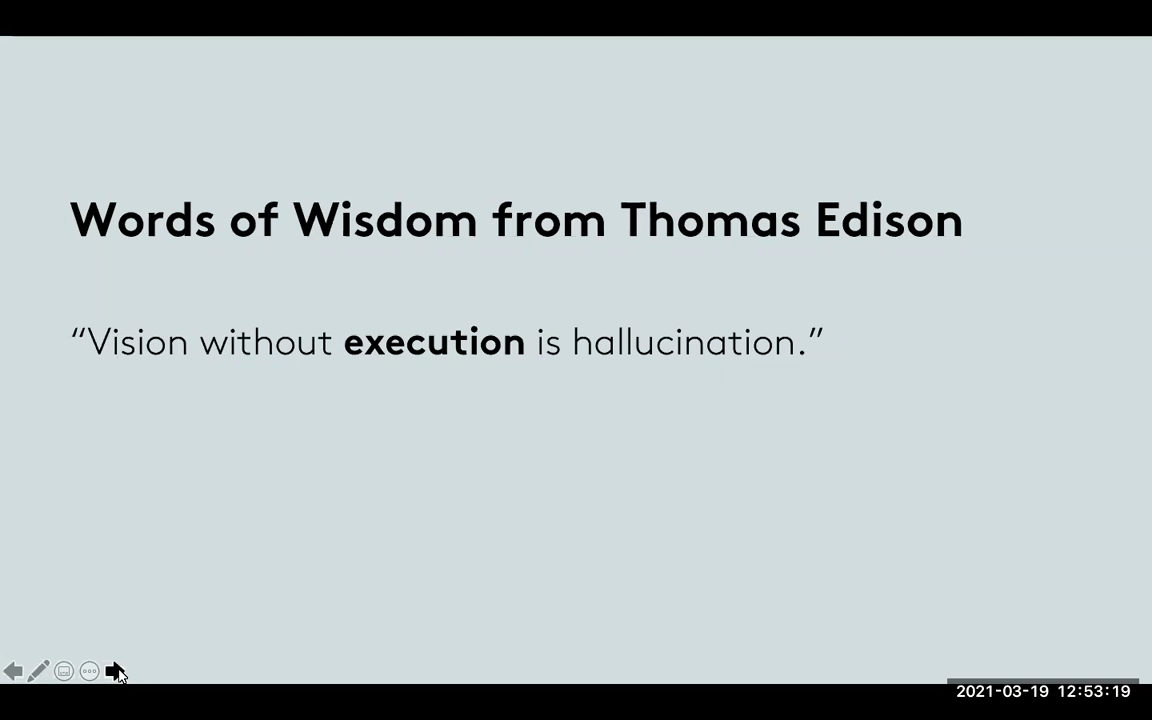 Words of Wisdom from Thomas Edison
“Vision without execution is hallucination.”
2021-03-19 12:53:19